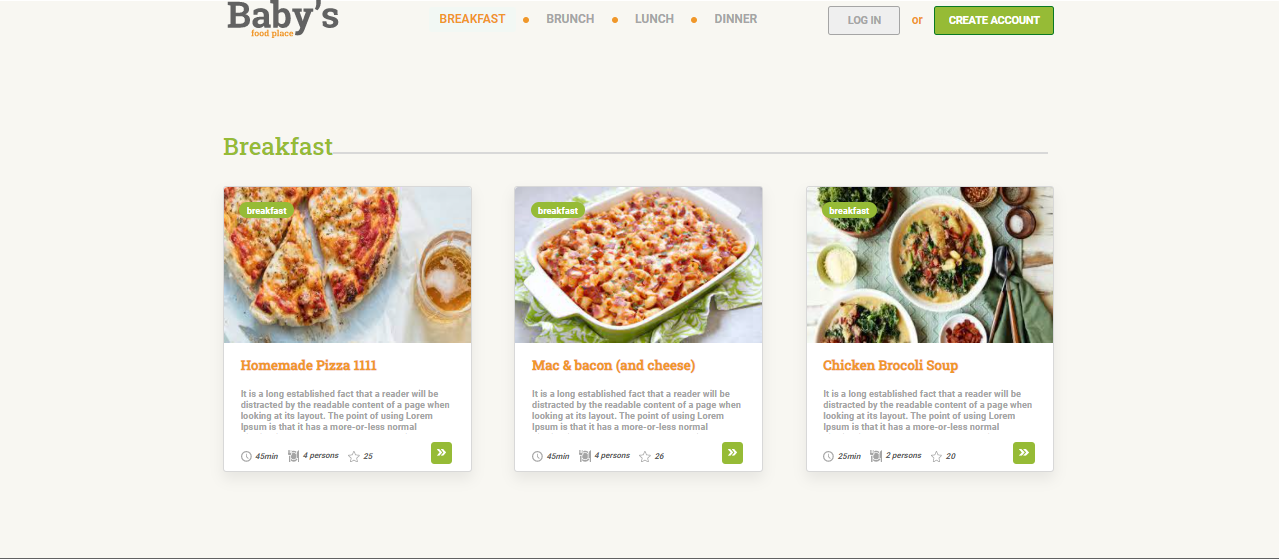 Baby's
food place
BREAKFAST BRUNCH LUNCH DINNER
LOG IN or CREATE ACCOUNT
Breakfast
breakfast
Homemade Pizza 1111
It is a long established fact that a reader will be
distracted by the readable content of a page when
looking at its layout. The point of using Lorem
Ipsum is that it has a more-or-less normal
45min 4 persons 25
breakfast
Mac & bacon (and cheese)
It is a long established fact that a reader will be
distracted by the readable content of a page when
looking at its layout. The point of using Lorem
Ipsum is that it has a more-or-less normal
45min 4 persons 26
breakfast
Chicken Brocoli Soup
It is a long established fact that a reader will be
distracted by the readable content of a page when
looking at its layout. The point of using Lorem
Ipsum is that it has a more-or-less normal
25min 2 persons 20